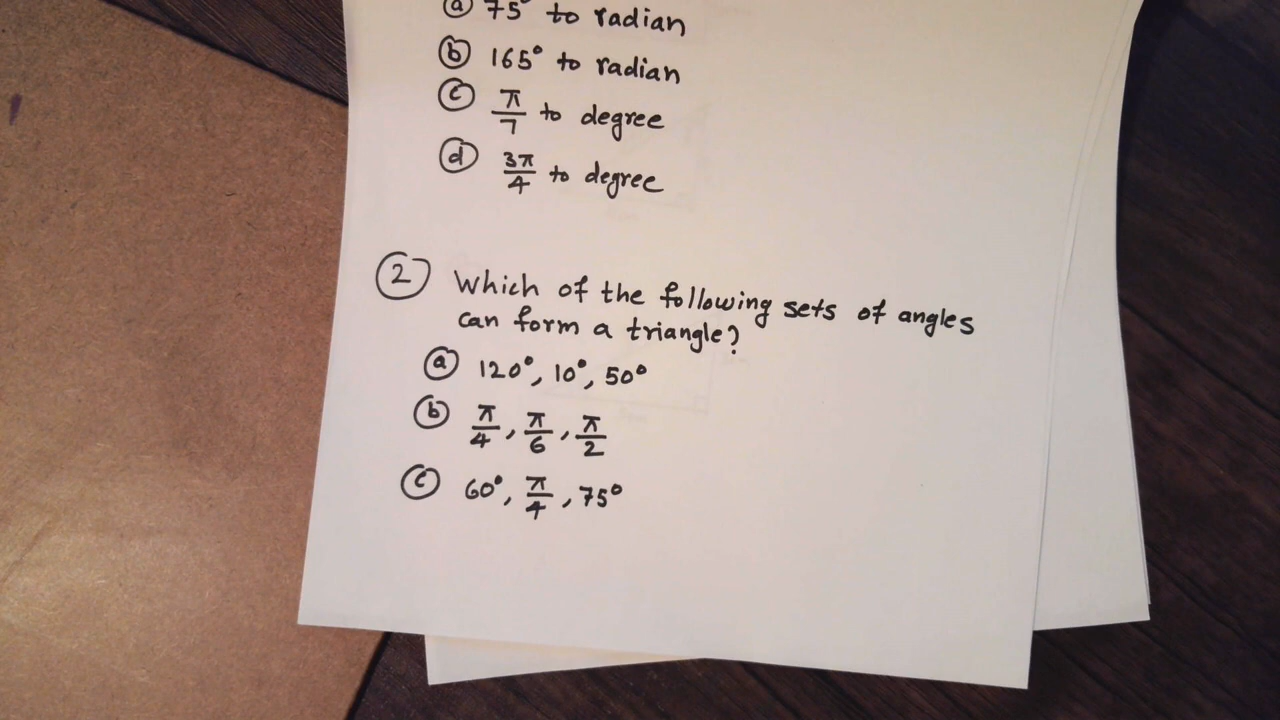 ⓐ 75° to radian
ⓑ 165° to radian
ⓒ π/7 to degree
ⓓ 3π/4 to degree
② Which of the following sets of angles
can form a triangle?
ⓐ 120°, 10°, 50°
ⓑ π/4, π/6, π/2
ⓒ 60°, π/4, 75°